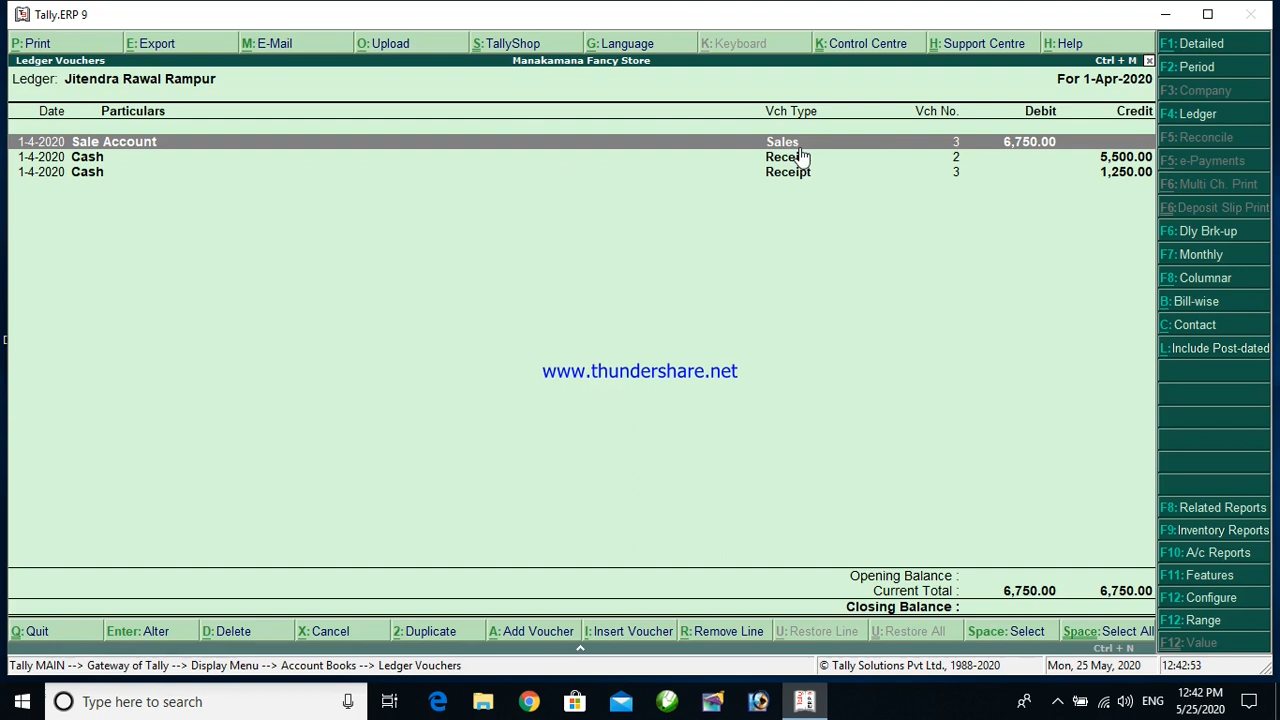 Tally.ERP 9
P: Print E: Export M: E-Mail O: Upload S: TallyShop G: Language K: Keyboard K: Control Centre H: Support Centre H: Help
Ledger Vouchers Manakamana Fancy Store Ctrl + M
Ledger: Jitendra Rawal Rampur For 1-Apr-2020
Date Particulars Vch Type Vch No. Debit Credit
1-4-2020 Sale Account Sales 3 6,750.00
1-4-2020 Cash 2 5,500.00
1-4-2020 Cash Receipt 3 1,250.00
www.thundershare.net
Opening Balance :
Current Total : 6,750.00 6,750.00
Closing Balance :
Q: Quit Enter: Alter D: Delete X: Cancel 2: Duplicate A: Add Voucher I: Insert Voucher R: Remove Line U: Restore Line U: Restore All Space: Select Space: Select All
Ctrl + N
Tally MAIN --> Gateway of Tally --> Display Menu --> Account Books --> Ledger Vouchers © Tally Solutions Pvt Ltd., 1988-2020 Mon, 25 May, 2020 12:42:53
F1: Detailed
F2: Period
F3: Company
F4: Ledger
F5: Reconcile
F5: e-Payments
F6: Multi Ch. Print
F6: Deposit Slip Print
F6: Dly Brk-up
F7: Monthly
F8: Columnar
B: Bill-wise
C: Contact
L: Include Post-dated
F8: Related Reports
F9: Inventory Reports
F10: A/c Reports
F11: Features
F12: Configure
F12: Range
F12: Value
Type here to search
ENG
12:42 PM
5/25/2020